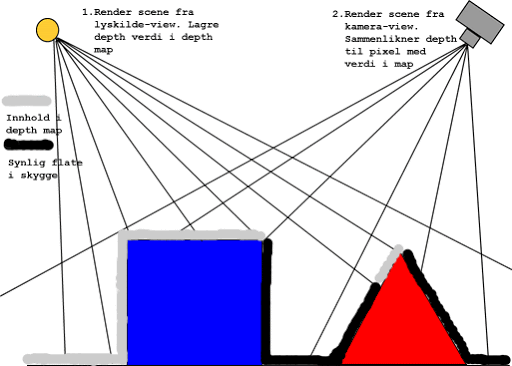 1.Render scene fra
lyskilde-view. Lagre
depth verdi i depth
map
2.Render scene fra
kamera-view.
Sammenlikner depth
til pixel med
verdi i map
Innhold i
depth map
Synlig flate
i skygge